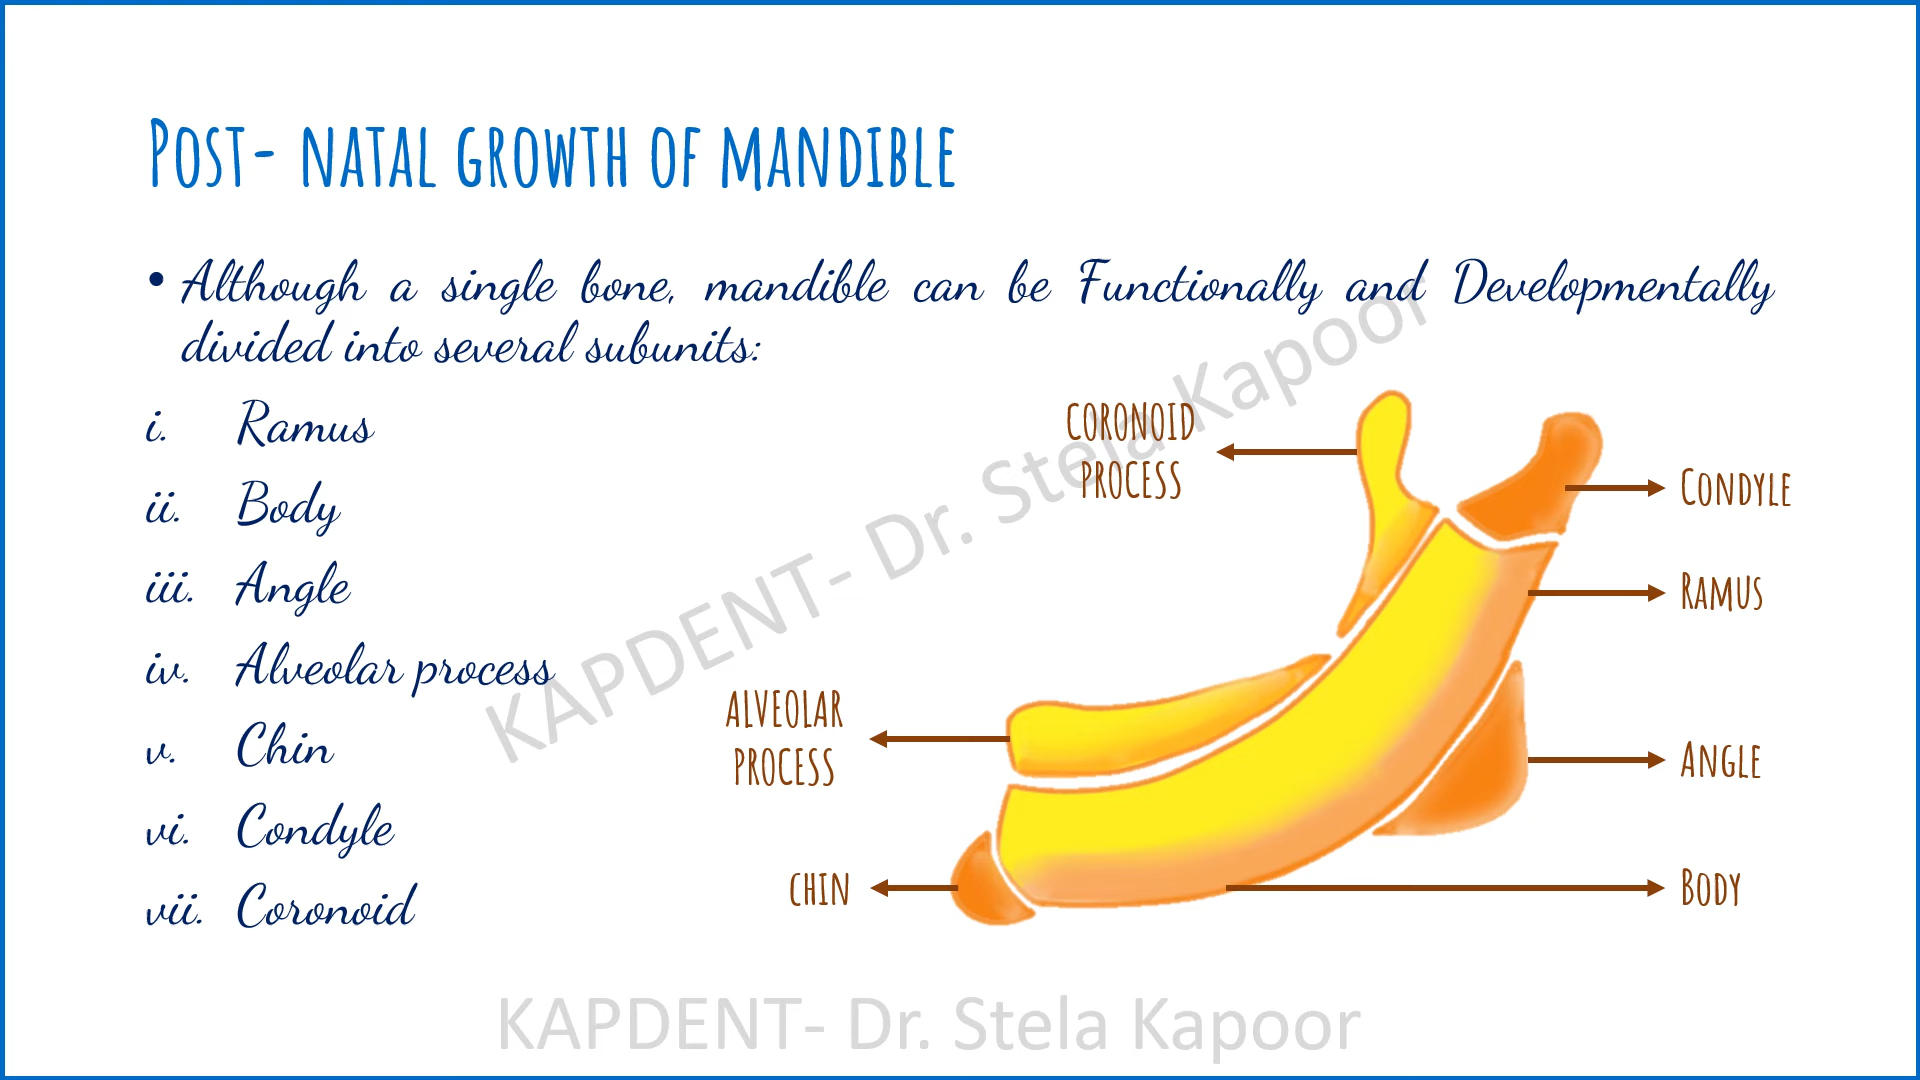 Post- natal growth of mandible
• Although a single bone, mandible can be Functionally and Developmentally
divided into several subunits:
i. Ramus
ii. Body
iii. Angle
iv. Alveolar process
v. Chin
vi. Condyle
vii. Coronoid
CORONOID
PROCESS
CONDYLE
RAMUS
ALVEOLAR
PROCESS
ANGLE
CHIN
BODY
KAPDENT- Dr. Stela Kapoor
KAPDENT- Dr. Stela Kapoor